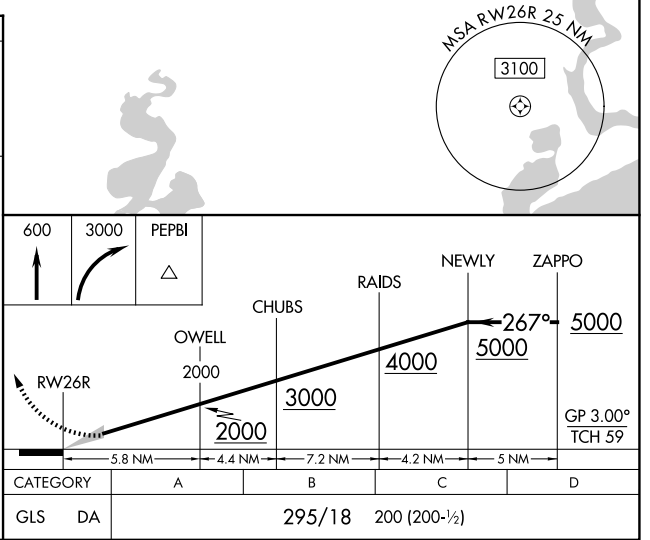 MSA RW26R 25 NM
3100
600 3000 PEPBI
NEWLY ZAPPO
RAIDS
CHUBS
OWELL
267° 5000
5000
4000
RW26R
2000
3000
2000
GP 3.00°
TCH 59
5.8 NM 4.4 NM 7.2 NM 4.2 NM 5 NM
CATEGORY A B C D
GLS DA 295/18 200 (200-½)